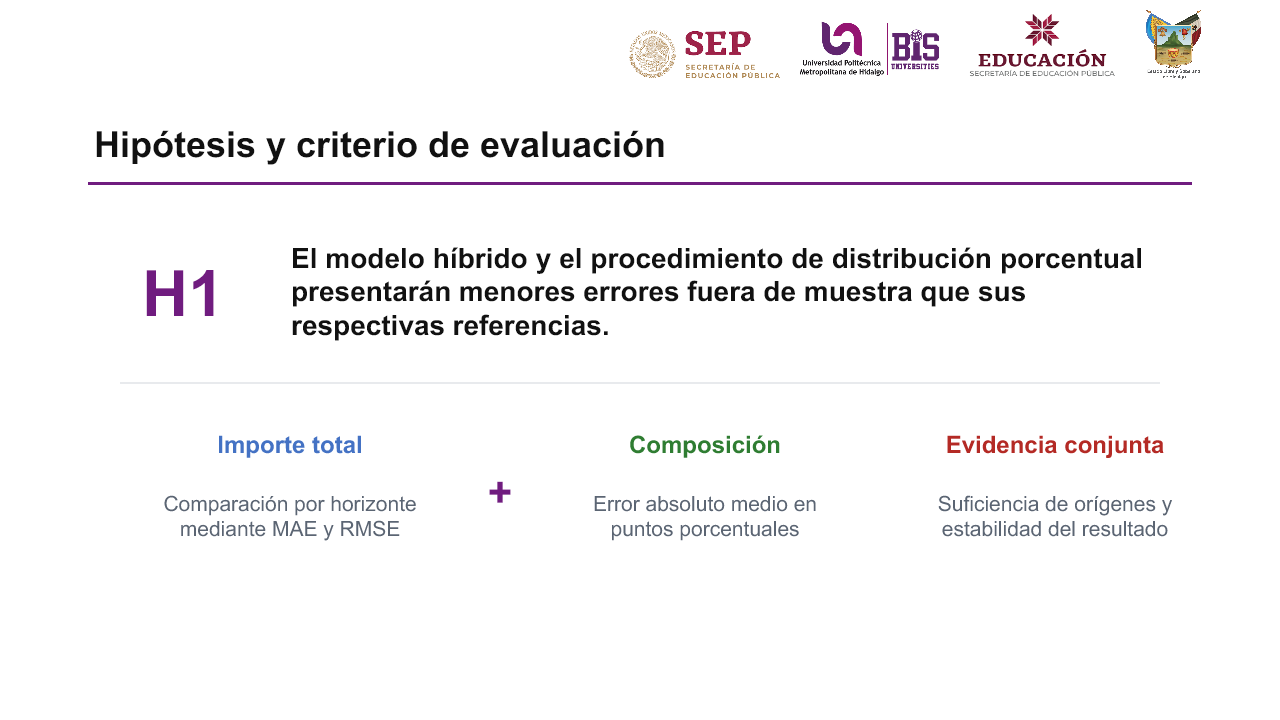 SEP
SECRETARÍA DE
EDUCACIÓN PÚBLICA
Universidad Politécnica
Metropolitana de Hidalgo
BIS
UNIVERSITIES
EDUCACIÓN
SECRETARÍA DE EDUCACIÓN PÚBLICA
Hipótesis y criterio de evaluación
H1
El modelo híbrido y el procedimiento de distribución porcentual
presentarán menores errores fuera de muestra que sus
respectivas referencias.
Importe total
Comparación por horizonte
mediante MAE y RMSE
+
Composición
Error absoluto medio en
puntos porcentuales
Evidencia conjunta
Suficiencia de orígenes y
estabilidad del resultado